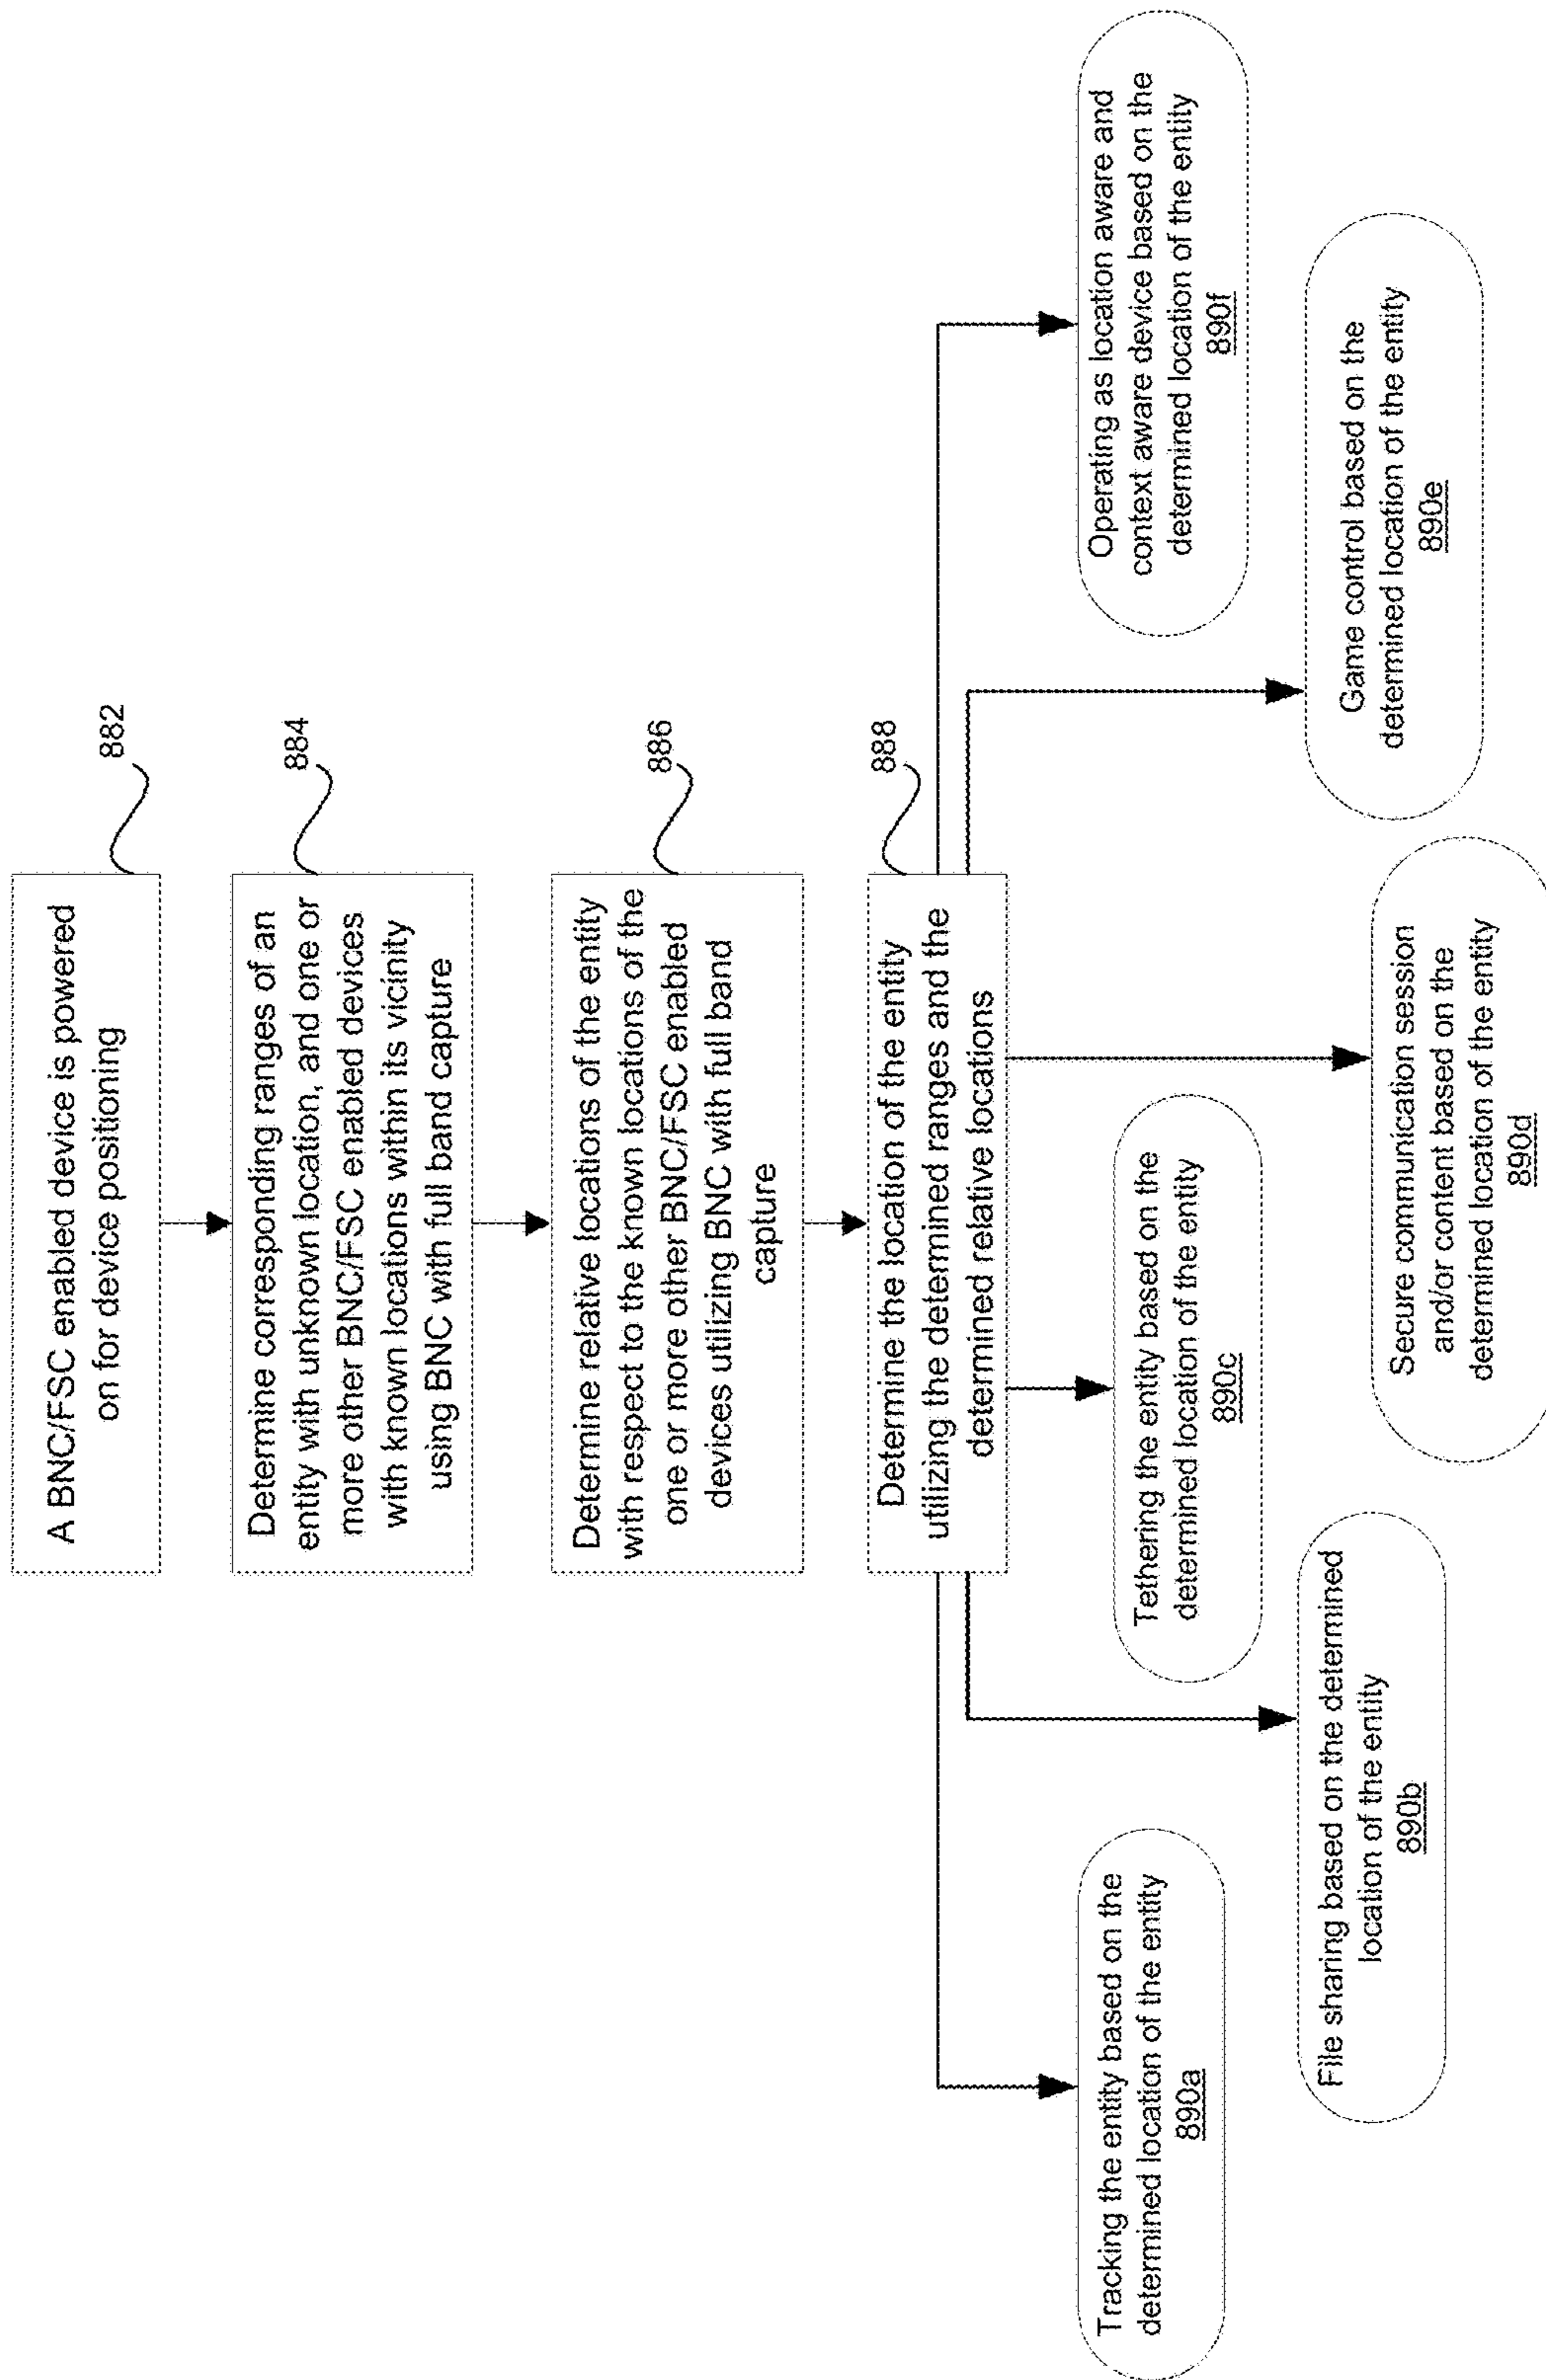 A BNC/FSC enabled device is powered
on for device positioning
882
Determine corresponding ranges of an
entity with unknown location, and one or
more other BNC/FSC enabled devices
with known locations within its vicinity
using BNC with full band capture
884
Determine relative locations of the entity
with respect to the known locations of the
one or more other BNC/FSC enabled
devices utilizing BNC with full band
capture
886
Determine the location of the entity
utilizing the determined ranges and the
determined relative locations
888
Tracking the entity based on the
determined location of the entity
890a
File sharing based on the determined
location of the entity
890b
Tethering the entity based on the
determined location of the entity
890c
Secure communication session
and/or content based on the
determined location of the entity
890d
Game control based on the
determined location of the entity
890e
Operating as location aware and
context aware device based on the
determined location of the entity
890f